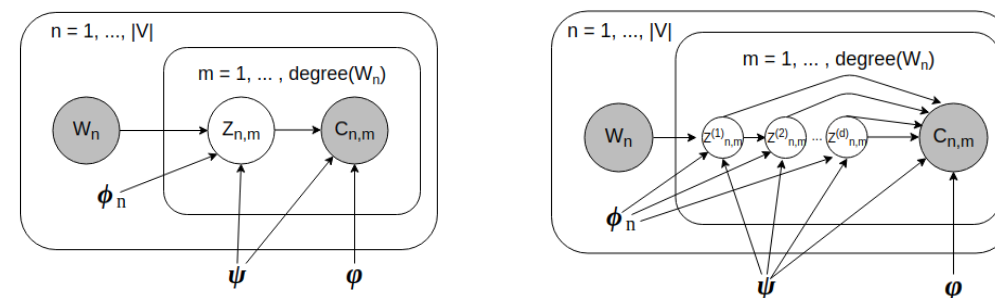 n = 1, ..., |V|
m = 1, ... , degree(Wₙ)
Wₙ
Zₙ,ₘ
Cₙ,ₘ
ϕₙ
ψ
φ
n = 1, ..., |V|
m = 1, ... , degree(Wₙ)
Wₙ
Z⁽¹⁾ₙ,ₘ
Z⁽²⁾ₙ,ₘ
...
Z⁽ᵈ⁾ₙ,ₘ
Cₙ,ₘ
ϕₙ
ψ
φ